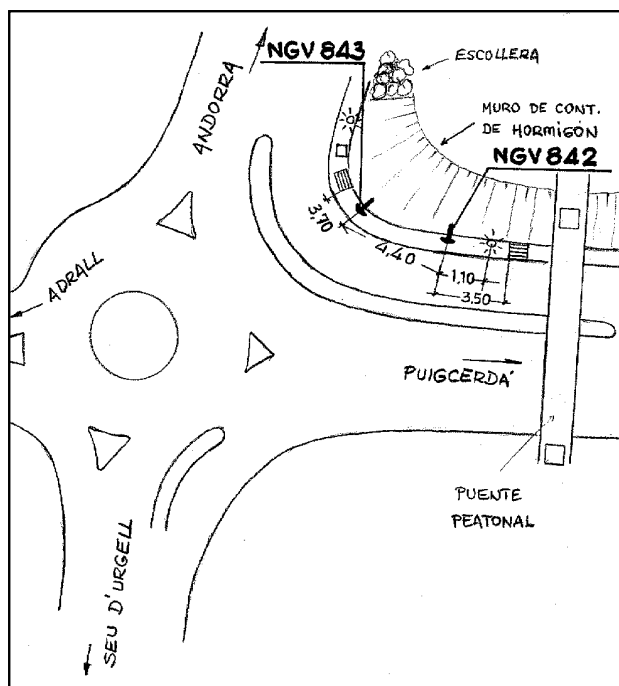 NGV 843
ESCOLLERA
ANDORRA
MURO DE CONT.
DE HORMIGÓN
NGV 842
3,70
4,40
1,10
3,50
ADRALL
PUIGCERDA'
PUENTE
PEATONAL
SEU D'URGELL